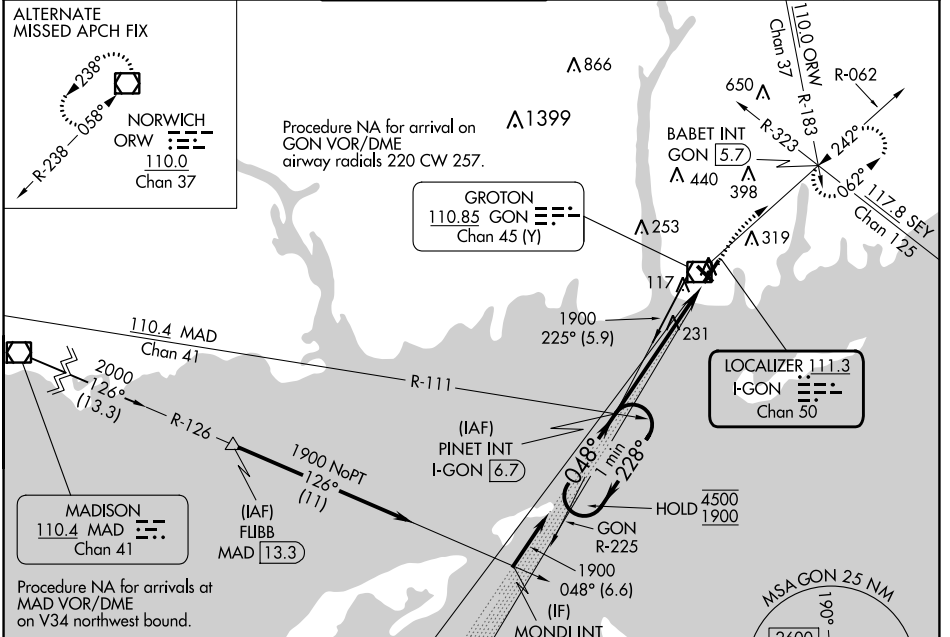 ALTERNATE
MISSED APCH FIX
238°
058°
R-238
NORWICH
ORW
110.0
Chan 37
Procedure NA for arrival on
GON VOR/DME
airway radials 220 CW 257.
866
1399
110.0 ORW
Chan 37
R-183
R-062
650
R-323
242°
062°
BABET INT
GON 5.7
440
398
117.8 SEY
Chan 125
GROTON
110.85 GON
Chan 45 (Y)
253
319
117
1900
225° (5.9)
231
110.4 MAD
Chan 41
R-111
LOCALIZER 111.3
I-GON
Chan 50
2000
126°
(13.3)
R-126
(IAF)
PINET INT
I-GON 6.7
048°
1 min
228°
1900 NoPT
126°
(11)
HOLD 4500
1900
(IAF)
FLIBB
MAD 13.3
GON
R-225
MADISON
110.4 MAD
Chan 41
1900
048° (6.6)
(IF)
MONDI INT
Procedure NA for arrivals at
MAD VOR/DME
on V34 northwest bound.
MSA GON 25 NM
190°
2600